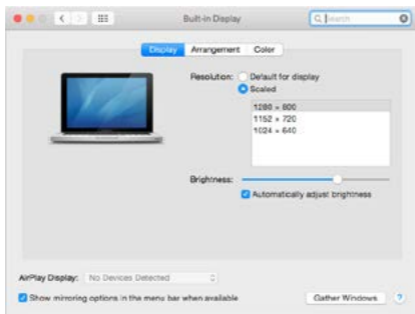 Built-in Display
Search
Display Arrangement Color
Resolution: Default for display
Scaled
1280 × 800
1152 × 720
1024 × 640
Brightness:
Automatically adjust brightness
AirPlay Display: No Devices Detected
Show mirroring options in the menu bar when available
Gather Windows
?